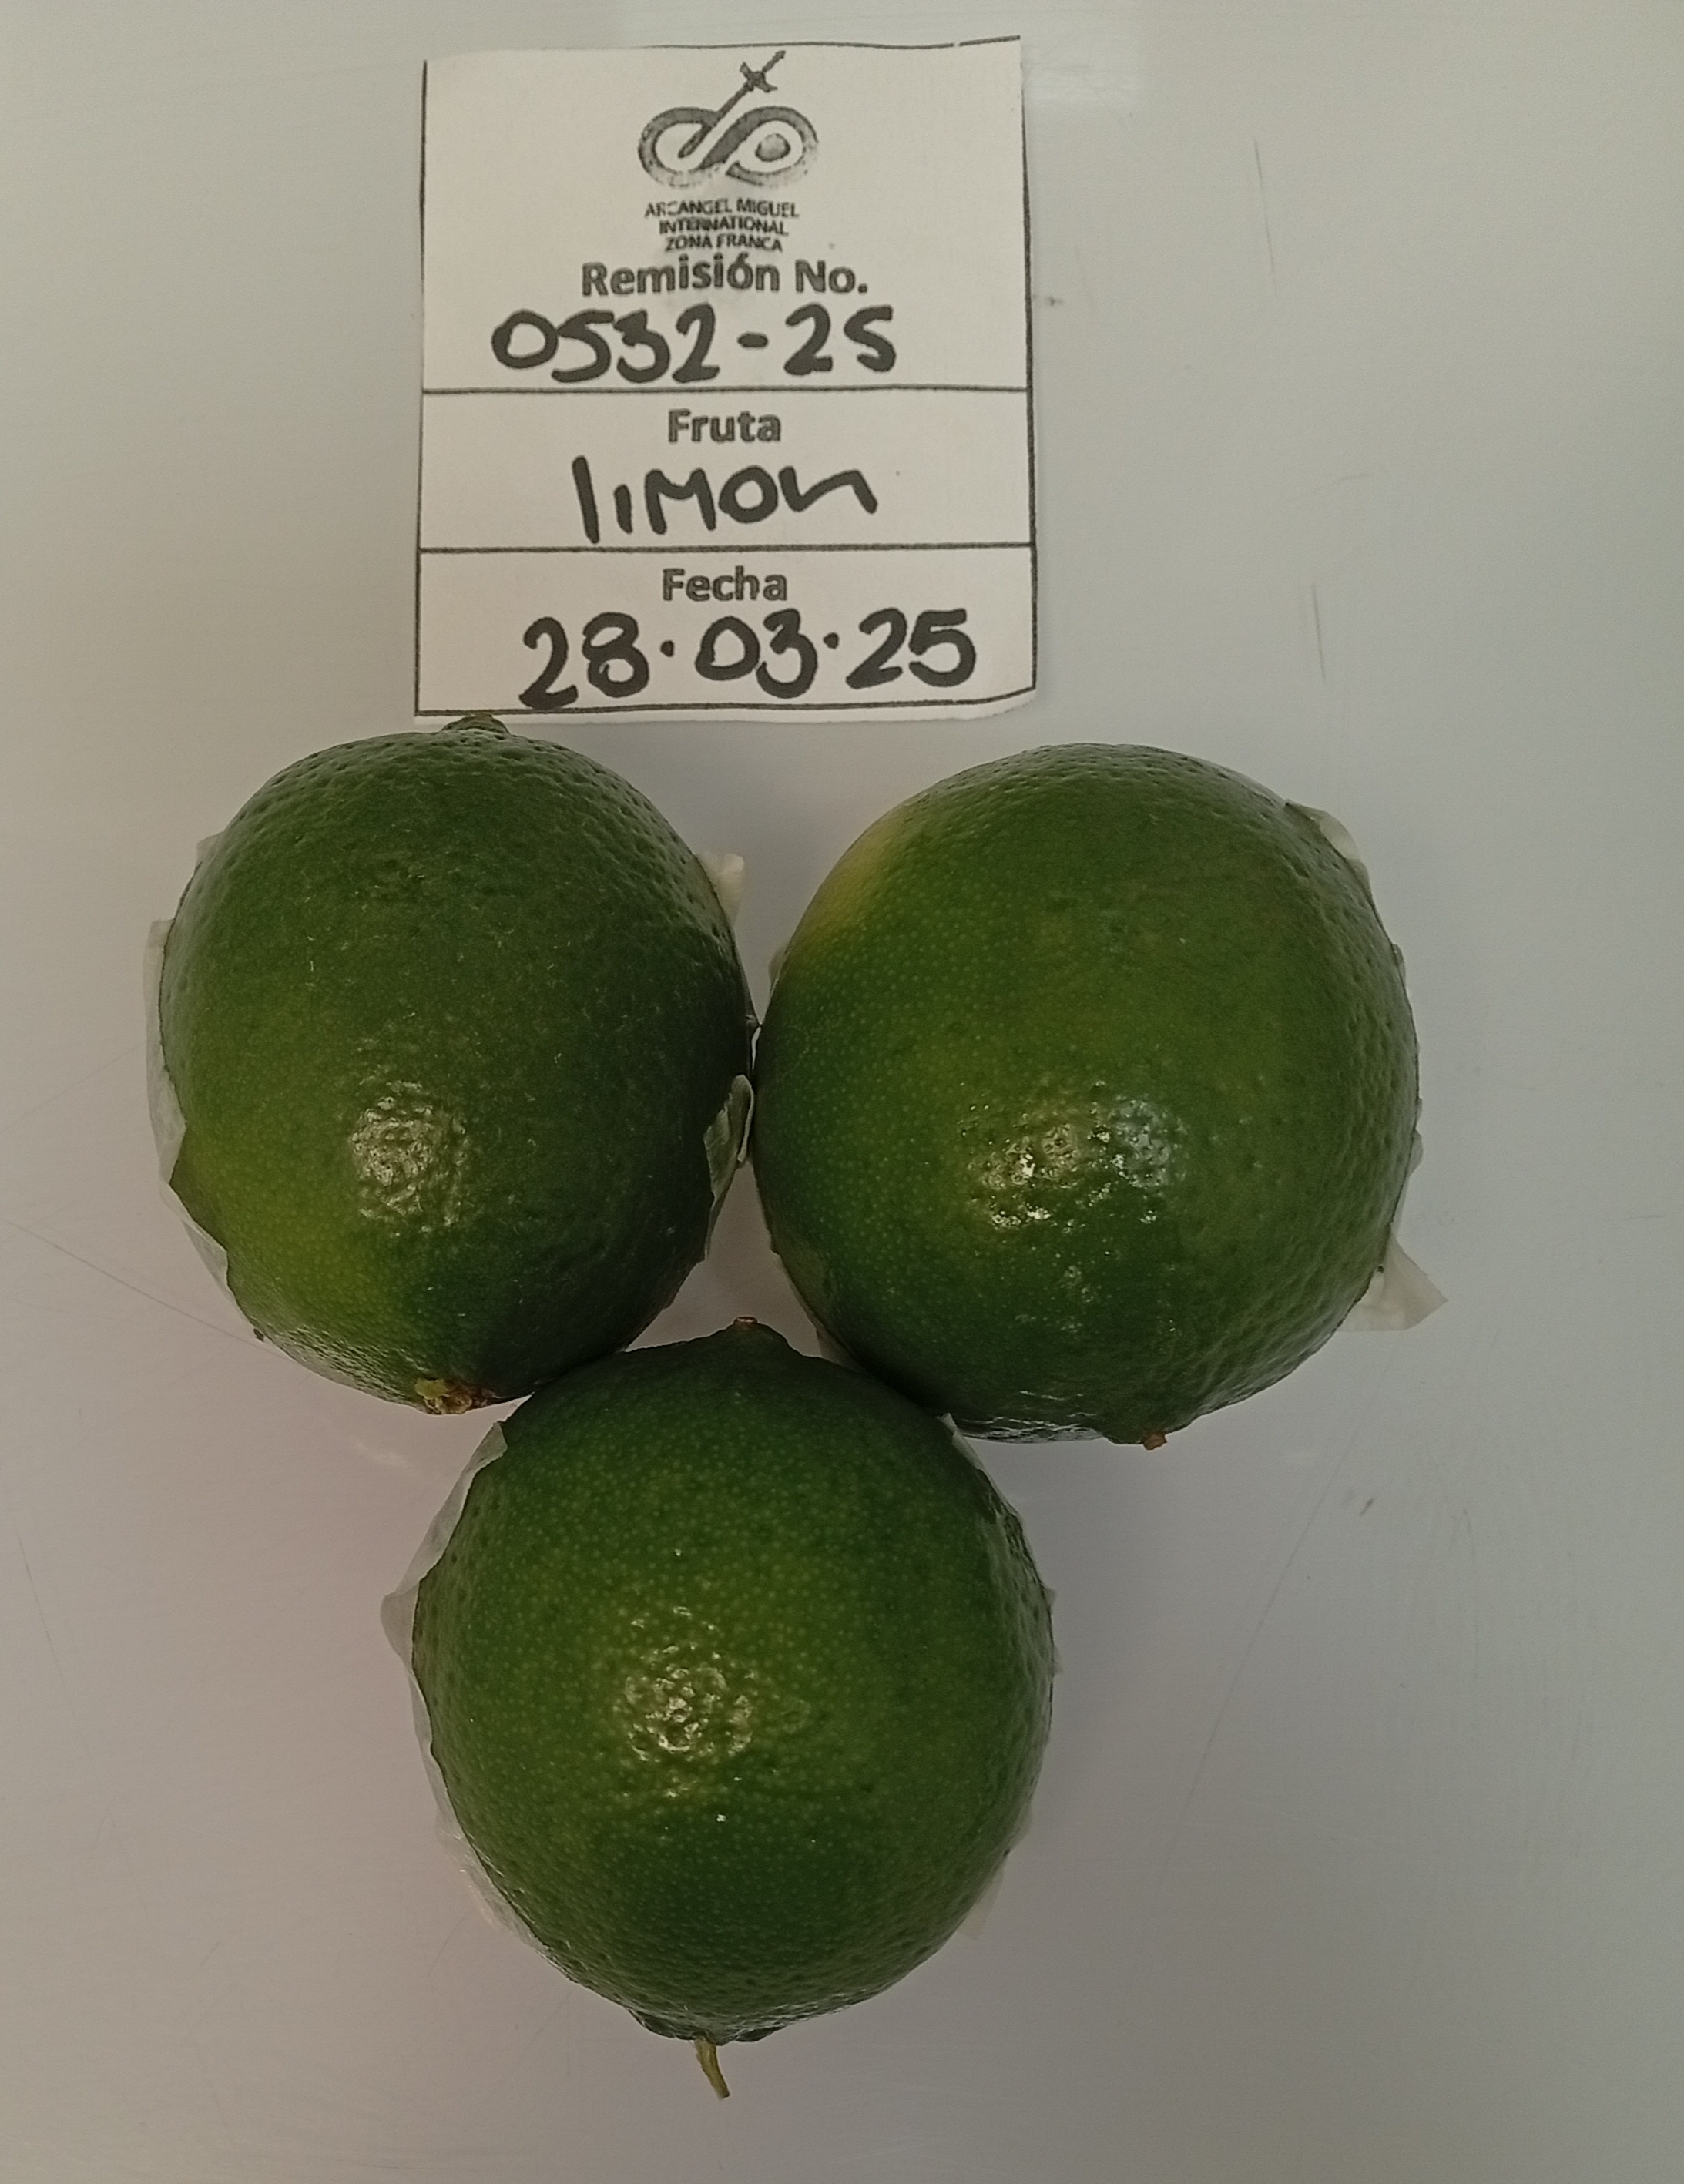 ARCANGEL MIGUEL
INTERNATIONAL
ZONA FRANCA
Remisión No.
0532-25
Fruta
limon
Fecha
28.03.25